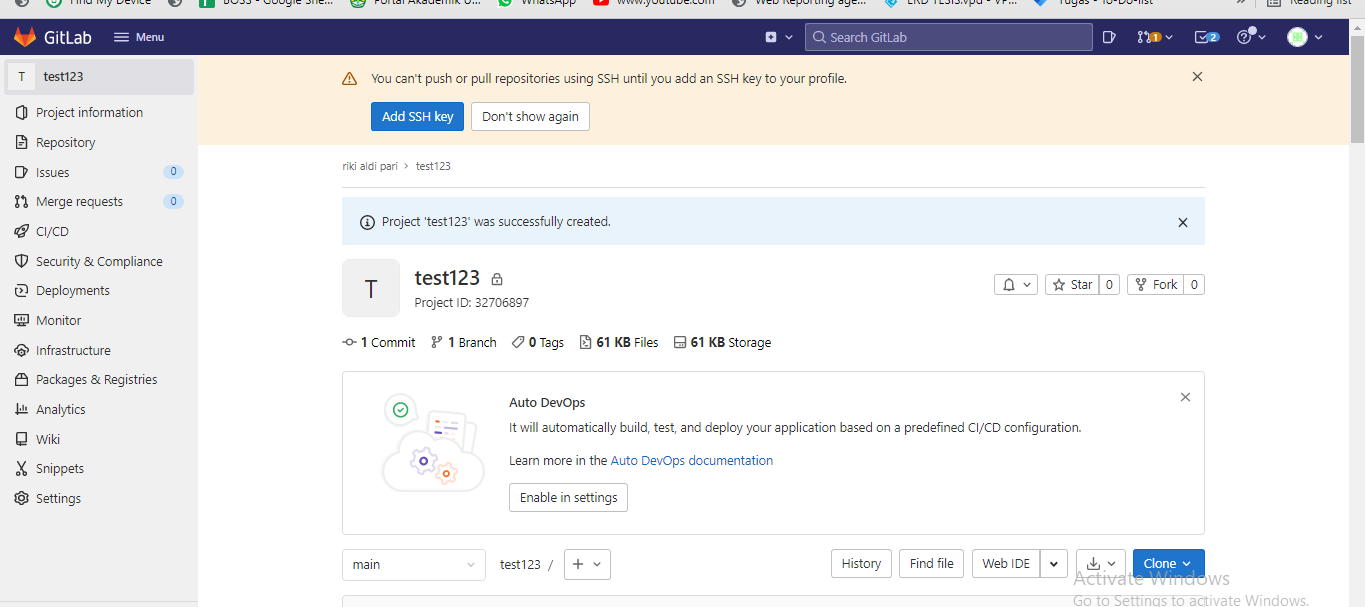 Find My Device
BOSS - Google She...
Portal Akademik U...
WhatsApp
www.youtube.com
Web Reporting age...
ERD TESIS.vpd - VP...
Tugas - To-Do-list
»
Reading list
GitLab
Menu
Search GitLab
1
2
T
test123
Project information
Repository
Issues
0
Merge requests
0
CI/CD
Security & Compliance
Deployments
Monitor
Infrastructure
Packages & Registries
Analytics
Wiki
Snippets
Settings
You can't push or pull repositories using SSH until you add an SSH key to your profile.
Add SSH key
Don't show again
riki aldi pari > test123
Project 'test123' was successfully created.
T
test123
Project ID: 32706897
Star 0
Fork 0
1 Commit 1 Branch 0 Tags 61 KB Files 61 KB Storage
Auto DevOps
It will automatically build, test, and deploy your application based on a predefined CI/CD configuration.
Learn more in the Auto DevOps documentation
Enable in settings
main
test123 /
+
History
Find file
Web IDE
Clone
Activate Windows
Go to Settings to activate Windows.